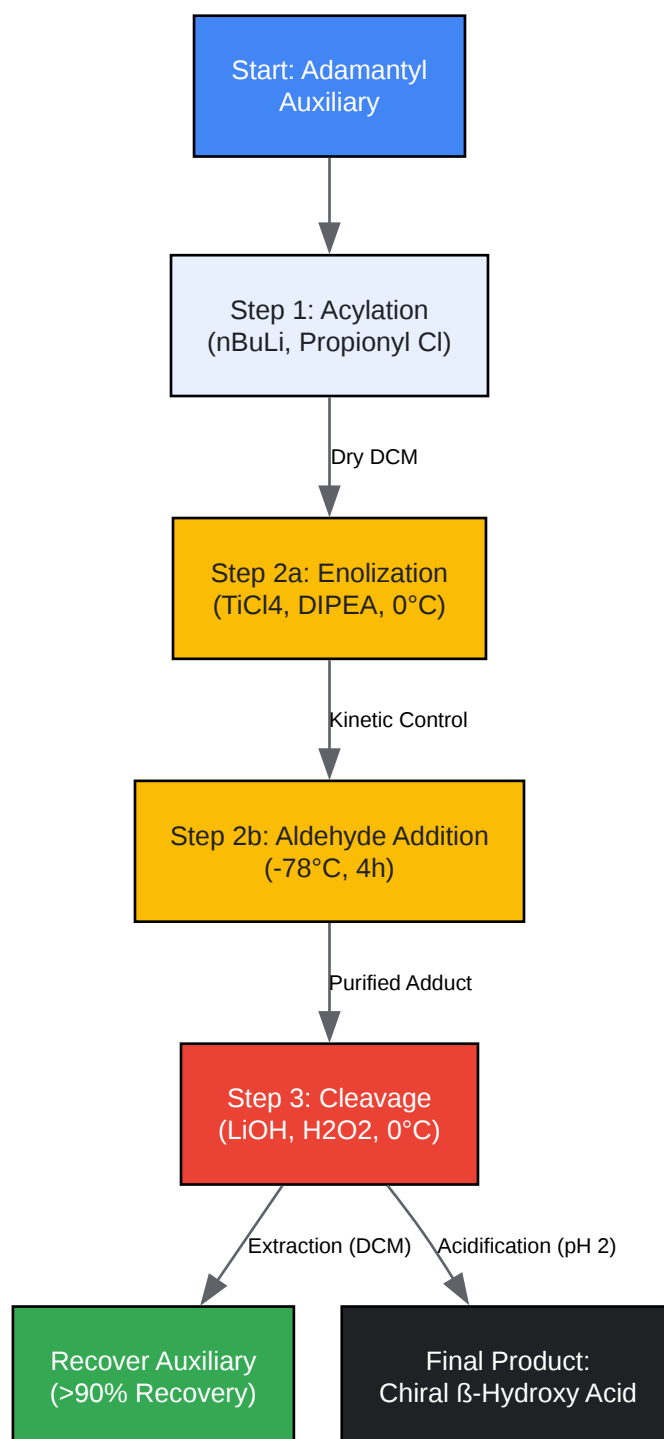 Start: Adamantyl
Auxiliary
Step 1: Acylation
(nBuLi, Propionyl Cl)
Dry DCM
Step 2a: Enolization
(TiCl4, DIPEA, 0°C)
Kinetic Control
Step 2b: Aldehyde Addition
(-78°C, 4h)
Purified Adduct
Step 3: Cleavage
(LiOH, H2O2, 0°C)
Extraction (DCM)
Acidification (pH 2)
Recover Auxiliary
(>90% Recovery)
Final Product:
Chiral ß-Hydroxy Acid